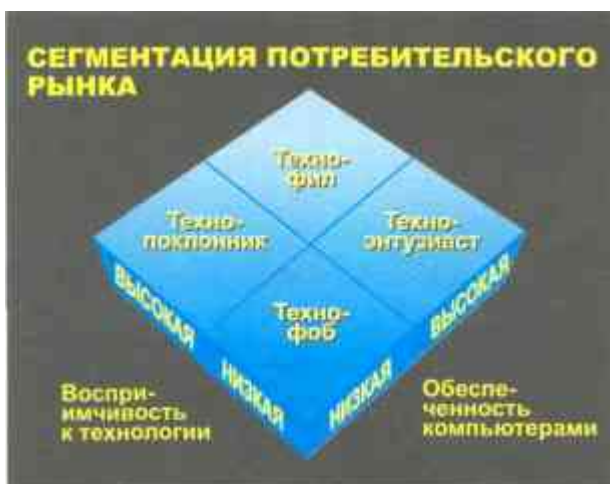 СЕГМЕНТАЦИЯ ПОТРЕБИТЕЛЬСКОГО
РЫНКА
Техно-
фил
Техно-
поклонник
Техно-
энтузиаст
Техно-
фоб
ВЫСОКАЯ
НИЗКАЯ
НИЗКАЯ
ВЫСОКАЯ
Воспри-
имчивость
к технологии
Обеспе-
ченность
компьютерами